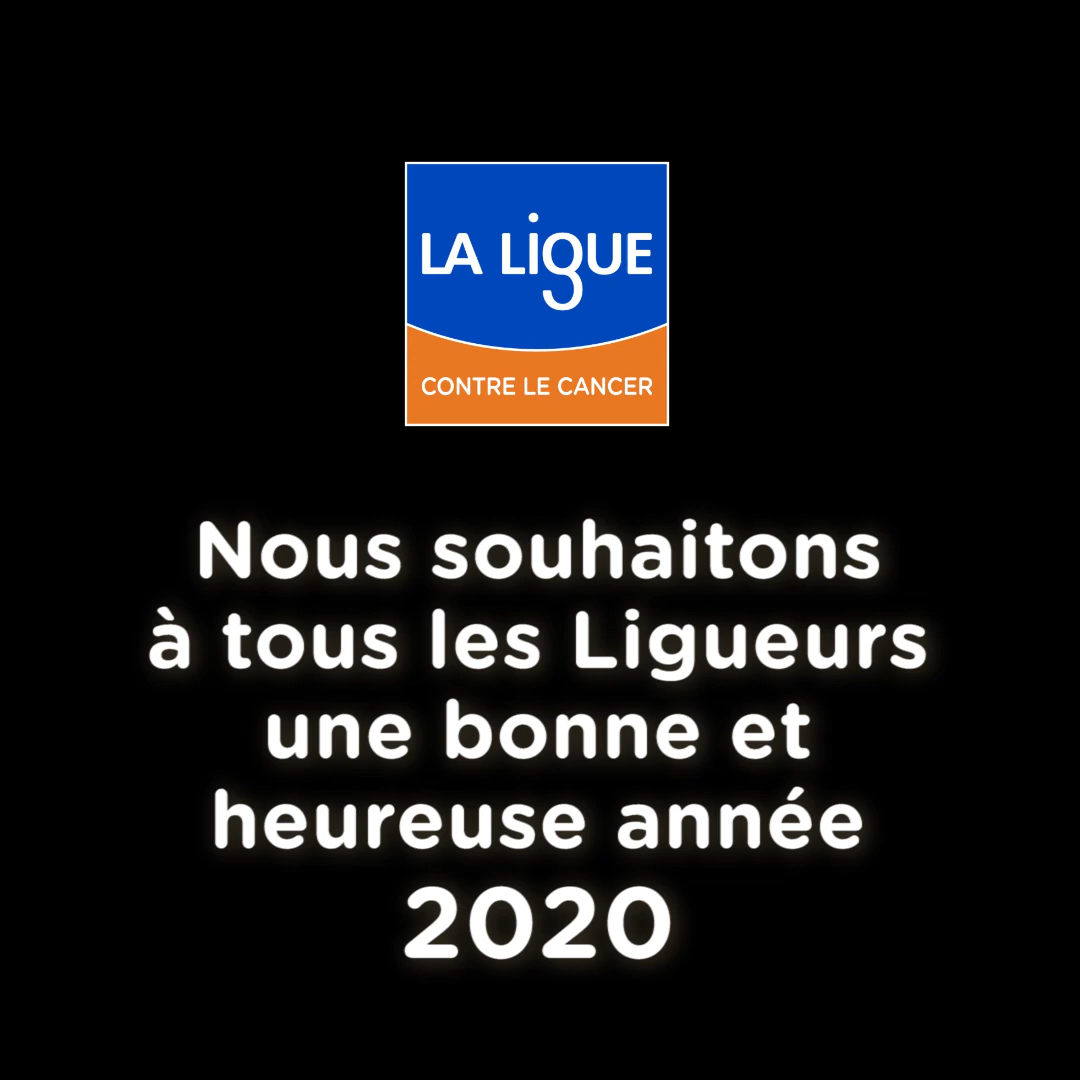 LA LiGUE
CONTRE LE CANCER
Nous souhaitons
à tous les Ligueurs
une bonne et
heureuse année
2020